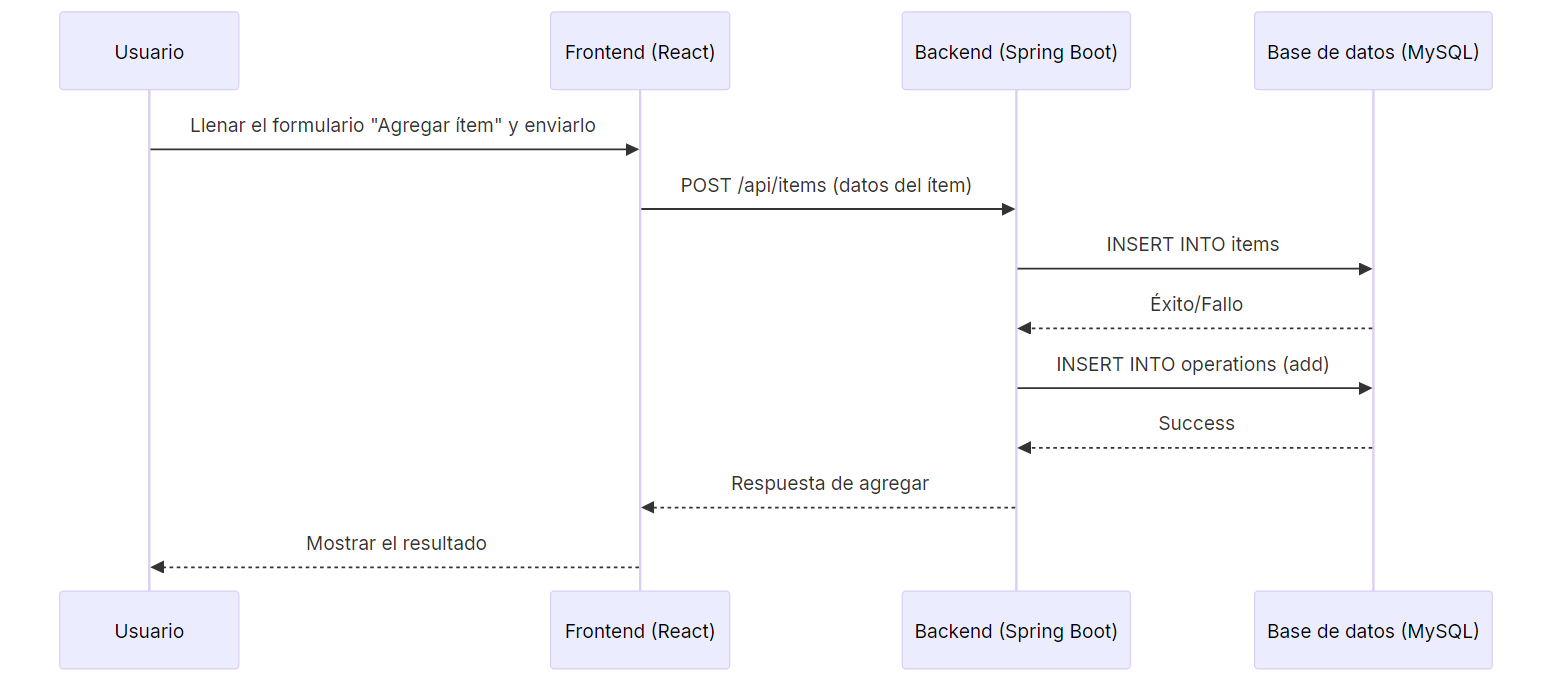 Usuario
Frontend (React)
Backend (Spring Boot)
Base de datos (MySQL)
Llenar el formulario "Agregar ítem" y enviarlo
POST /api/items (datos del ítem)
INSERT INTO items
Éxito/Fallo
INSERT INTO operations (add)
Success
Respuesta de agregar
Mostrar el resultado
Usuario
Frontend (React)
Backend (Spring Boot)
Base de datos (MySQL)